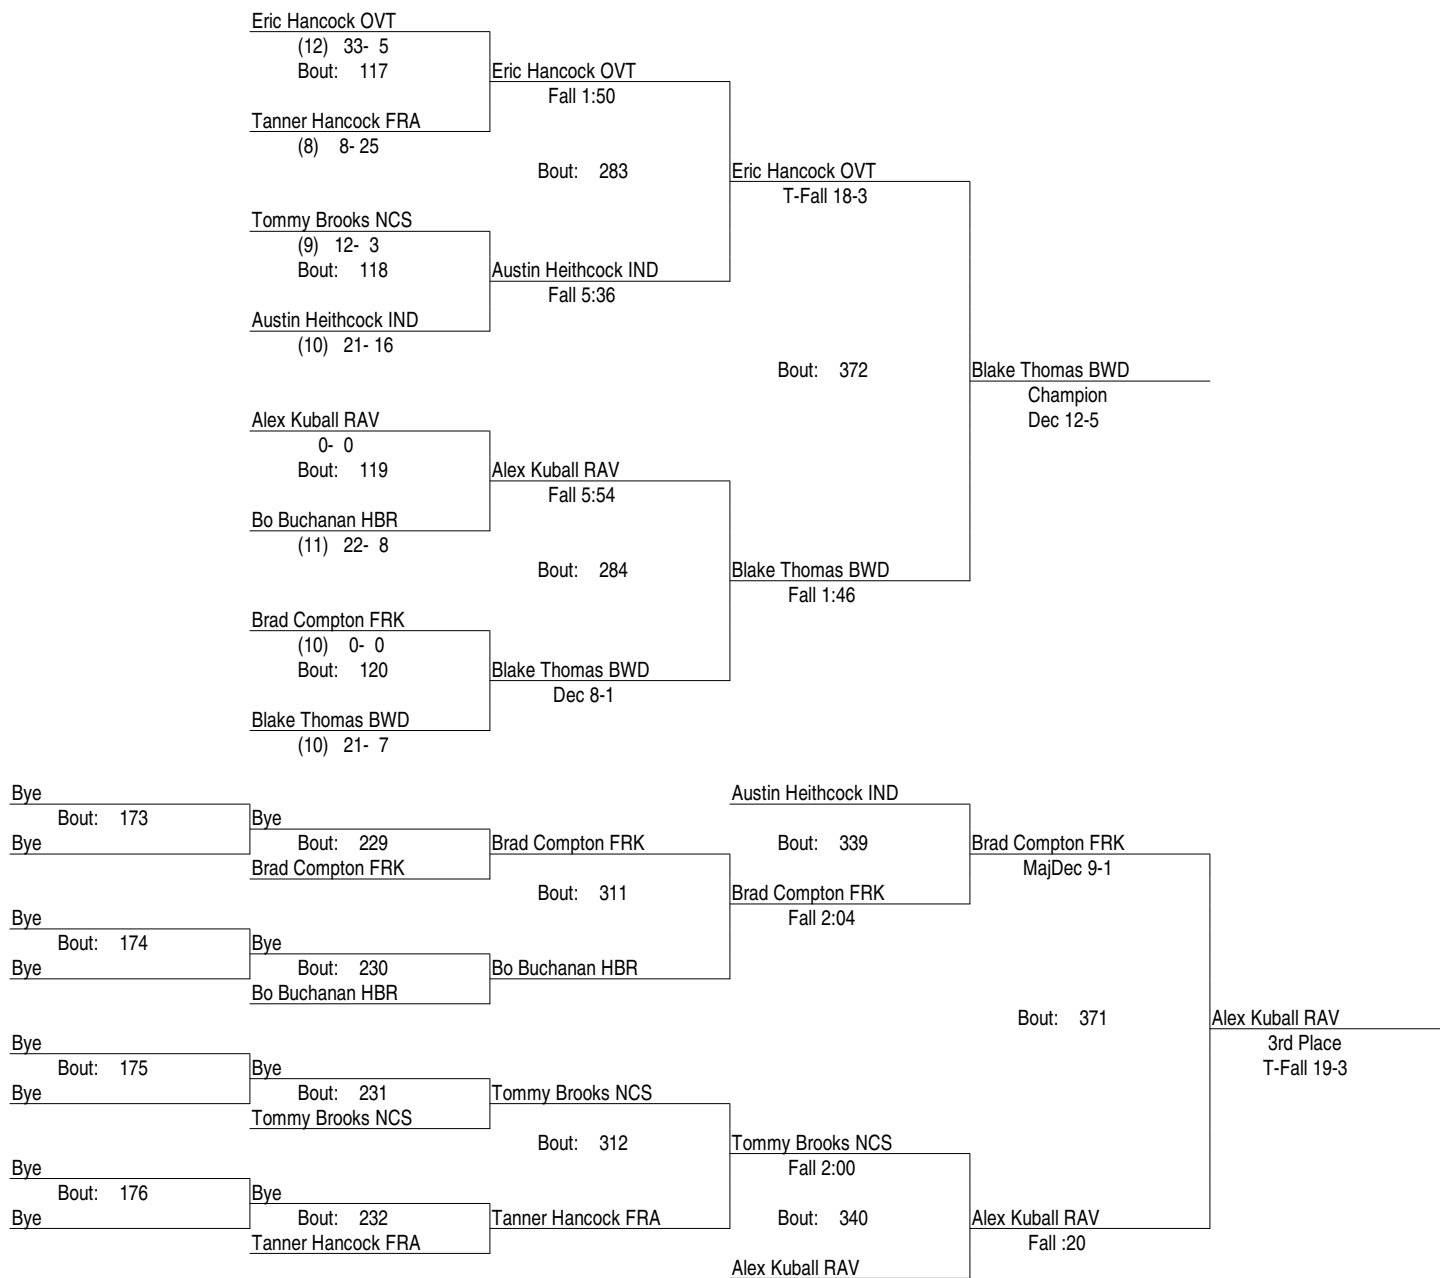 Eric Hancock OVT
(12) 33- 5
Bout: 117
Eric Hancock OVT
Fall 1:50
Tanner Hancock FRA
(8) 8- 25
Bout: 283
Eric Hancock OVT
T-Fall 18-3
Tommy Brooks NCS
(9) 12- 3
Bout: 118
Austin Heithcock IND
Fall 5:36
Austin Heithcock IND
(10) 21- 16
Bout: 372
Blake Thomas BWD
Champion
Dec 12-5
Alex Kuball RAV
0- 0
Bout: 119
Alex Kuball RAV
Fall 5:54
Bo Buchanan HBR
(11) 22- 8
Bout: 284
Blake Thomas BWD
Fall 1:46
Brad Compton FRK
(10) 0- 0
Bout: 120
Blake Thomas BWD
Dec 8-1
Blake Thomas BWD
(10) 21- 7
Bye
Bout: 173
Bye
Bye
Bout: 229
Brad Compton FRK
Brad Compton FRK
Bout: 311
Austin Heithcock IND
Bout: 339
Brad Compton FRK
MajDec 9-1
Brad Compton FRK
Fall 2:04
Bye
Bout: 174
Bye
Bye
Bout: 230
Bo Buchanan HBR
Bo Buchanan HBR
Bout: 371
Alex Kuball RAV
3rd Place
T-Fall 19-3
Bye
Bout: 175
Bye
Bye
Bout: 231
Tommy Brooks NCS
Tommy Brooks NCS
Bout: 312
Tommy Brooks NCS
Fall 2:00
Bye
Bout: 176
Bye
Bye
Bout: 232
Tanner Hancock FRA
Tanner Hancock FRA
Bout: 340
Alex Kuball RAV
Fall :20
Alex Kuball RAV